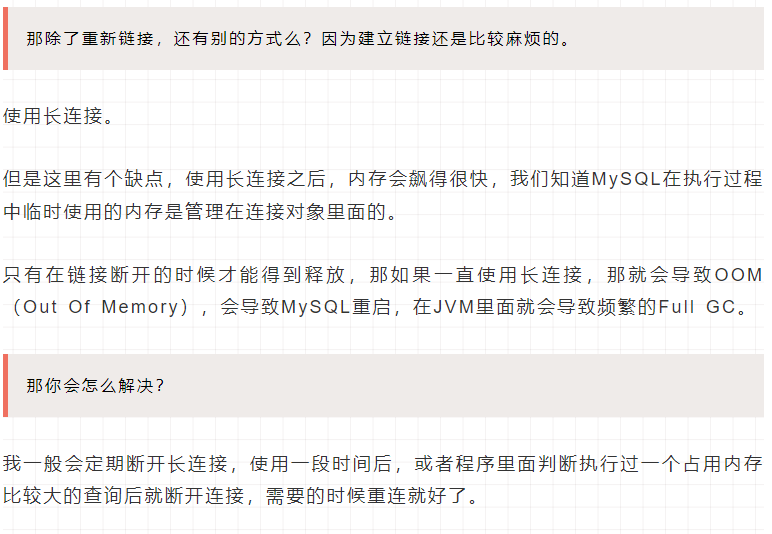 那除了重新链接，还有别的方式么？因为建立链接还是比较麻烦的。
使用长连接。
但是这里有个缺点，使用长连接之后，内存会飙得很快，我们知道MySQL在执行过程
中临时使用的内存是管理在连接对象里面的。
只有在链接断开的时候才能得到释放，那如果一直使用长连接，那就会导致OOM
（Out Of Memory），会导致MySQL重启，在JVM里面就会导致频繁的Full GC。
那你会怎么解决？
我一般会定期断开长连接，使用一段时间后，或者程序里面判断执行过一个占用内存
比较大的查询后就断开连接，需要的时候重连就好了。